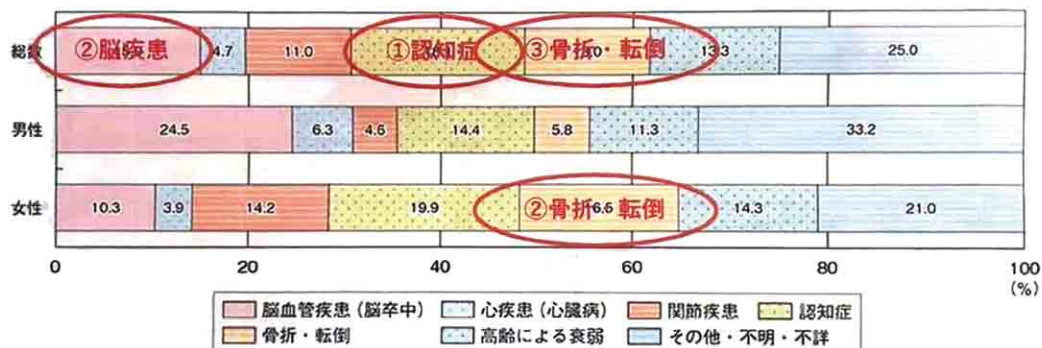 総数 ②脳疾患 4.7 11.0 ①認知症 ③骨折・転倒 13.3 25.0
男性 24.5 6.3 4.6 14.4 5.8 11.3 33.2
女性 10.3 3.9 14.2 19.9 ②骨折・転倒 14.3 21.0
0 20 40 60 80 100
(%)
脳血管疾患(脳卒中) 心疾患(心臓病) 関節疾患 認知症
骨折・転倒 高齢による衰弱 その他・不明・不詳